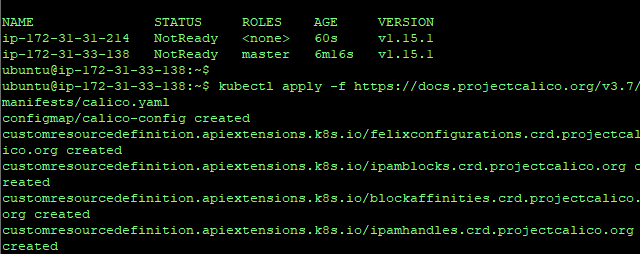 NAME STATUS ROLES AGE VERSION
ip-172-31-31-214 NotReady <none> 60s v1.15.1
ip-172-31-33-138 NotReady master 6m16s v1.15.1
ubuntu@ip-172-31-33-138:~$
ubuntu@ip-172-31-33-138:~$ kubectl apply -f https://docs.projectcalico.org/v3.7/
manifests/calico.yaml
configmap/calico-config created
customresourcedefinition.apiextensions.k8s.io/felixconfigurations.crd.projectcal
ico.org created
customresourcedefinition.apiextensions.k8s.io/ipamblocks.crd.projectcalico.org c
reated
customresourcedefinition.apiextensions.k8s.io/blockaffinities.crd.projectcalico.
org created
customresourcedefinition.apiextensions.k8s.io/ipamhandles.crd.projectcalico.org
created